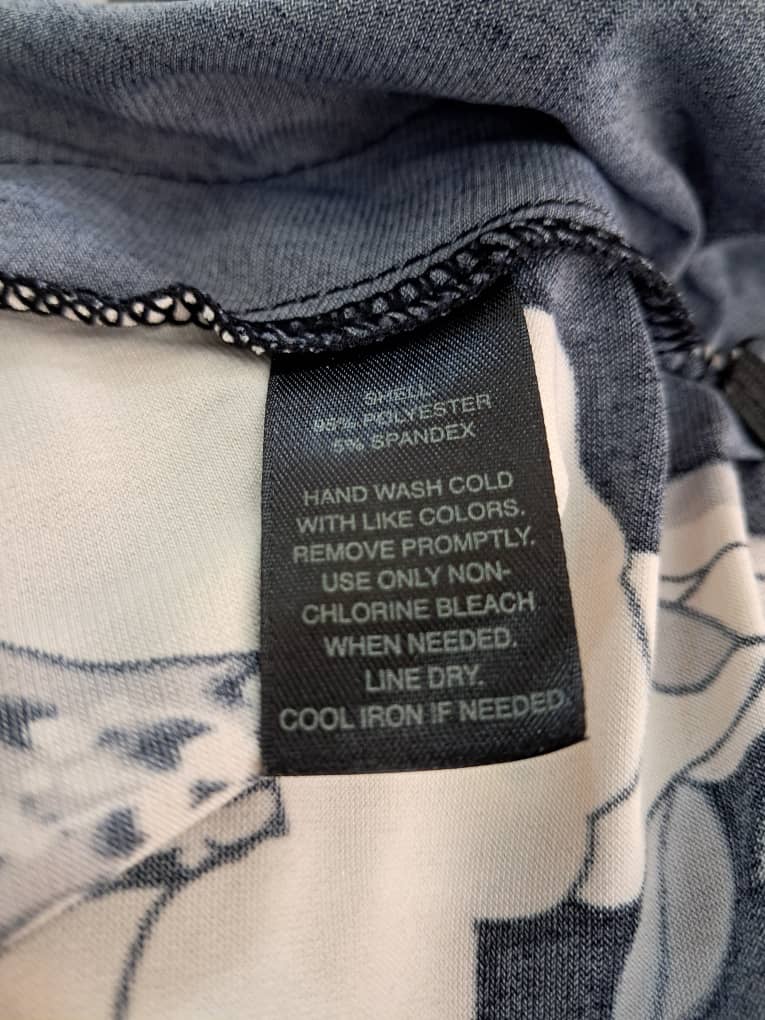 SHELL
95% POLYESTER
5% SPANDEX
HAND WASH COLD
WITH LIKE COLORS.
REMOVE PROMPTLY.
USE ONLY NON-
CHLORINE BLEACH
WHEN NEEDED.
LINE DRY.
COOL IRON IF NEEDED